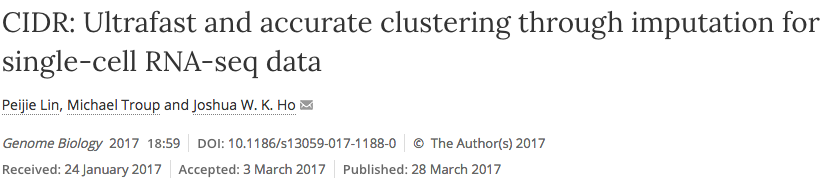 CIDR: Ultrafast and accurate clustering through imputation for
single-cell RNA-seq data
Peijie Lin, Michael Troup and Joshua W. K. Ho
Genome Biology 2017 18:59 DOI: 10.1186/s13059-017-1188-0 © The Author(s) 2017
Received: 24 January 2017 Accepted: 3 March 2017 Published: 28 March 2017